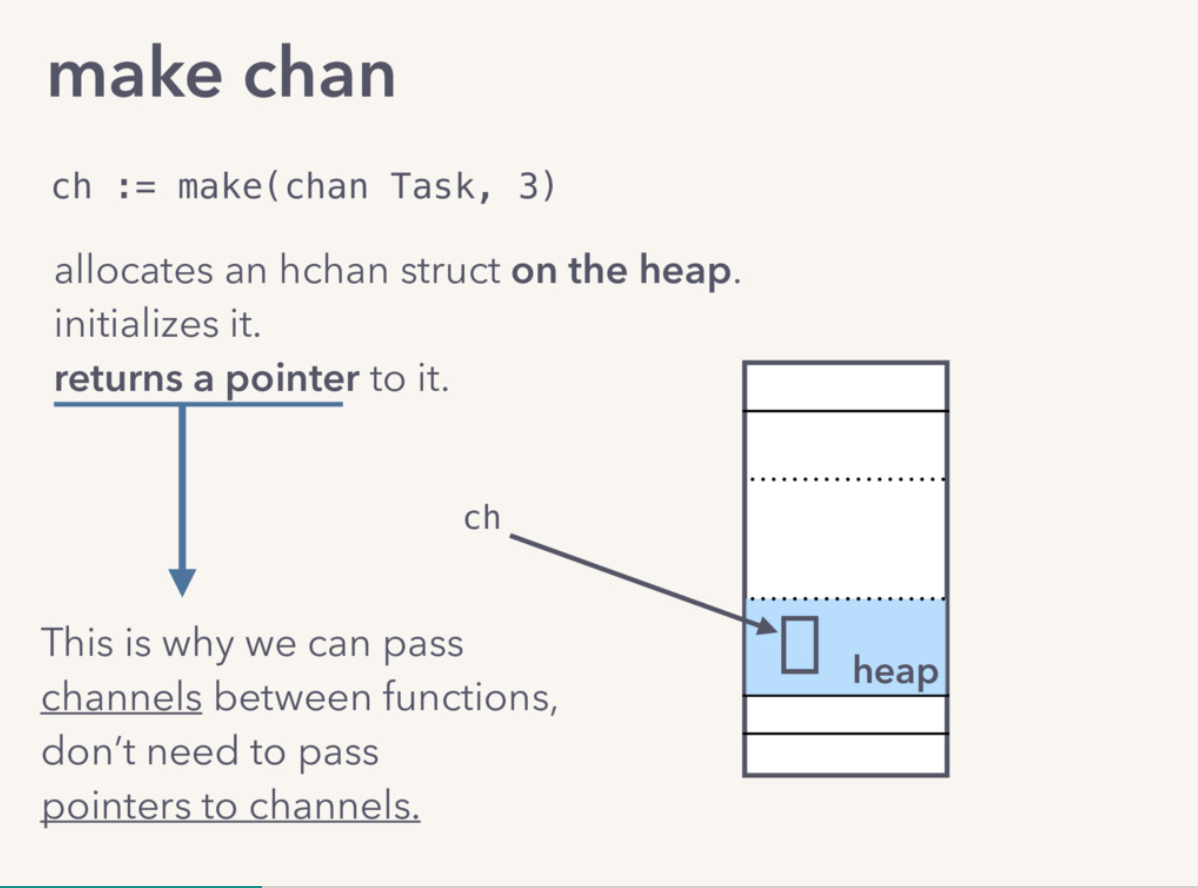 make chan
ch := make(chan Task, 3)
allocates an hchan struct on the heap.
initializes it.
returns a pointer to it.
ch
heap
This is why we can pass
channels between functions,
don’t need to pass
pointers to channels.